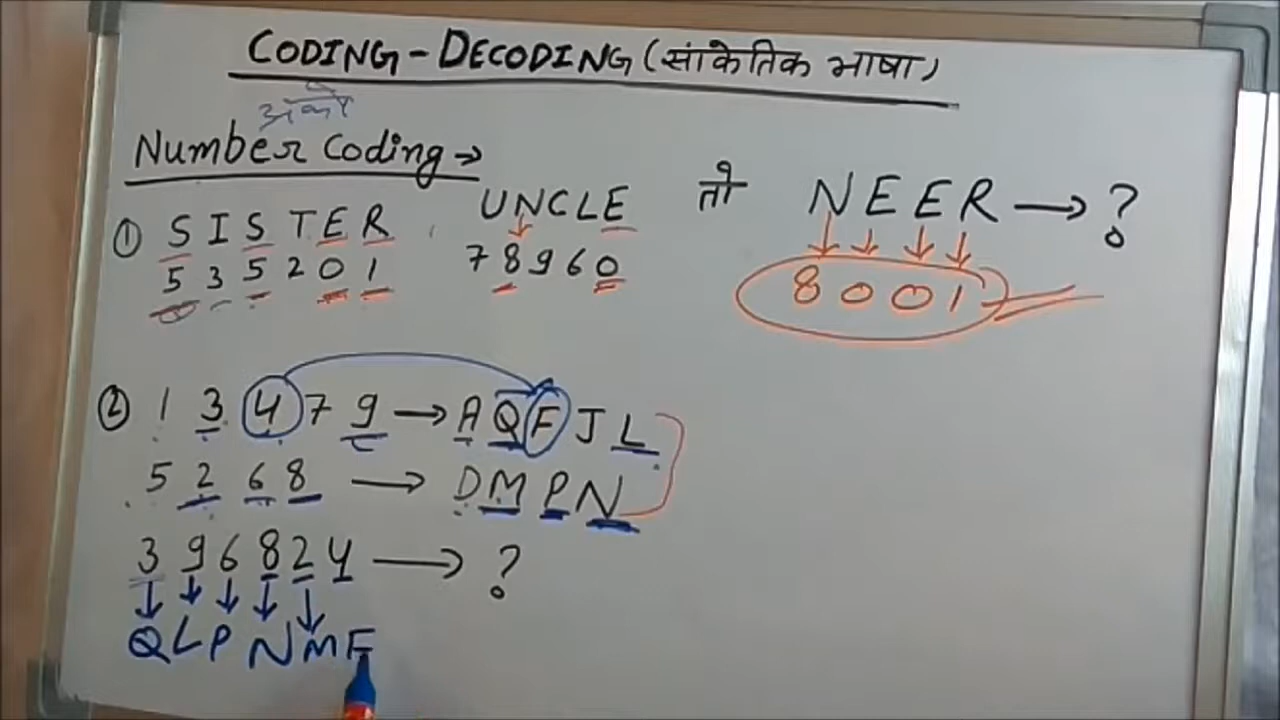 CODING - DECODING (सांकेतिक भाषा)
Number Coding →
① S I S T E R , UNCLE तो NEER → ?
5 3 5 2 0 1 7 8 9 6 0 8 0 0 1
② 1 3 4 7 9 → A Q F J L
5 2 6 8 → D M P N
3 9 6 8 2 4 → ?
Q L P N M F